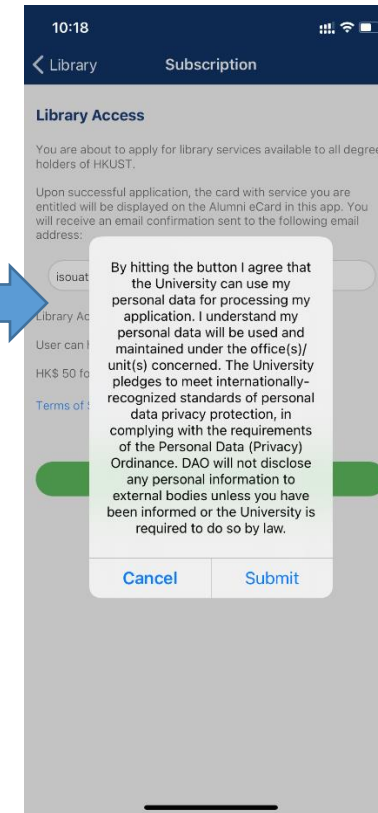 10:18
Library
Subscription
Library Access
You are about to apply for library services available to all degree
holders of HKUST.
Upon successful application, the card with service you are
entitled will be displayed on the Alumni eCard in this app. You
will receive an email confirmation sent to the following email
address:
isouat
Library
User can
HK$ 50
Terms of
By hitting the button I agree that
the University can use my
personal data for processing my
application. I understand my
personal data will be used and
maintained under the office(s)/
unit(s) concerned. The University
pledges to meet internationally-
recognized standards of personal
data privacy protection, in
complying with the requirements
of the Personal Data (Privacy)
Ordinance. DAO will not disclose
any personal information to
external bodies unless you have
been informed or the University is
required to do so by law.
Cancel
Submit